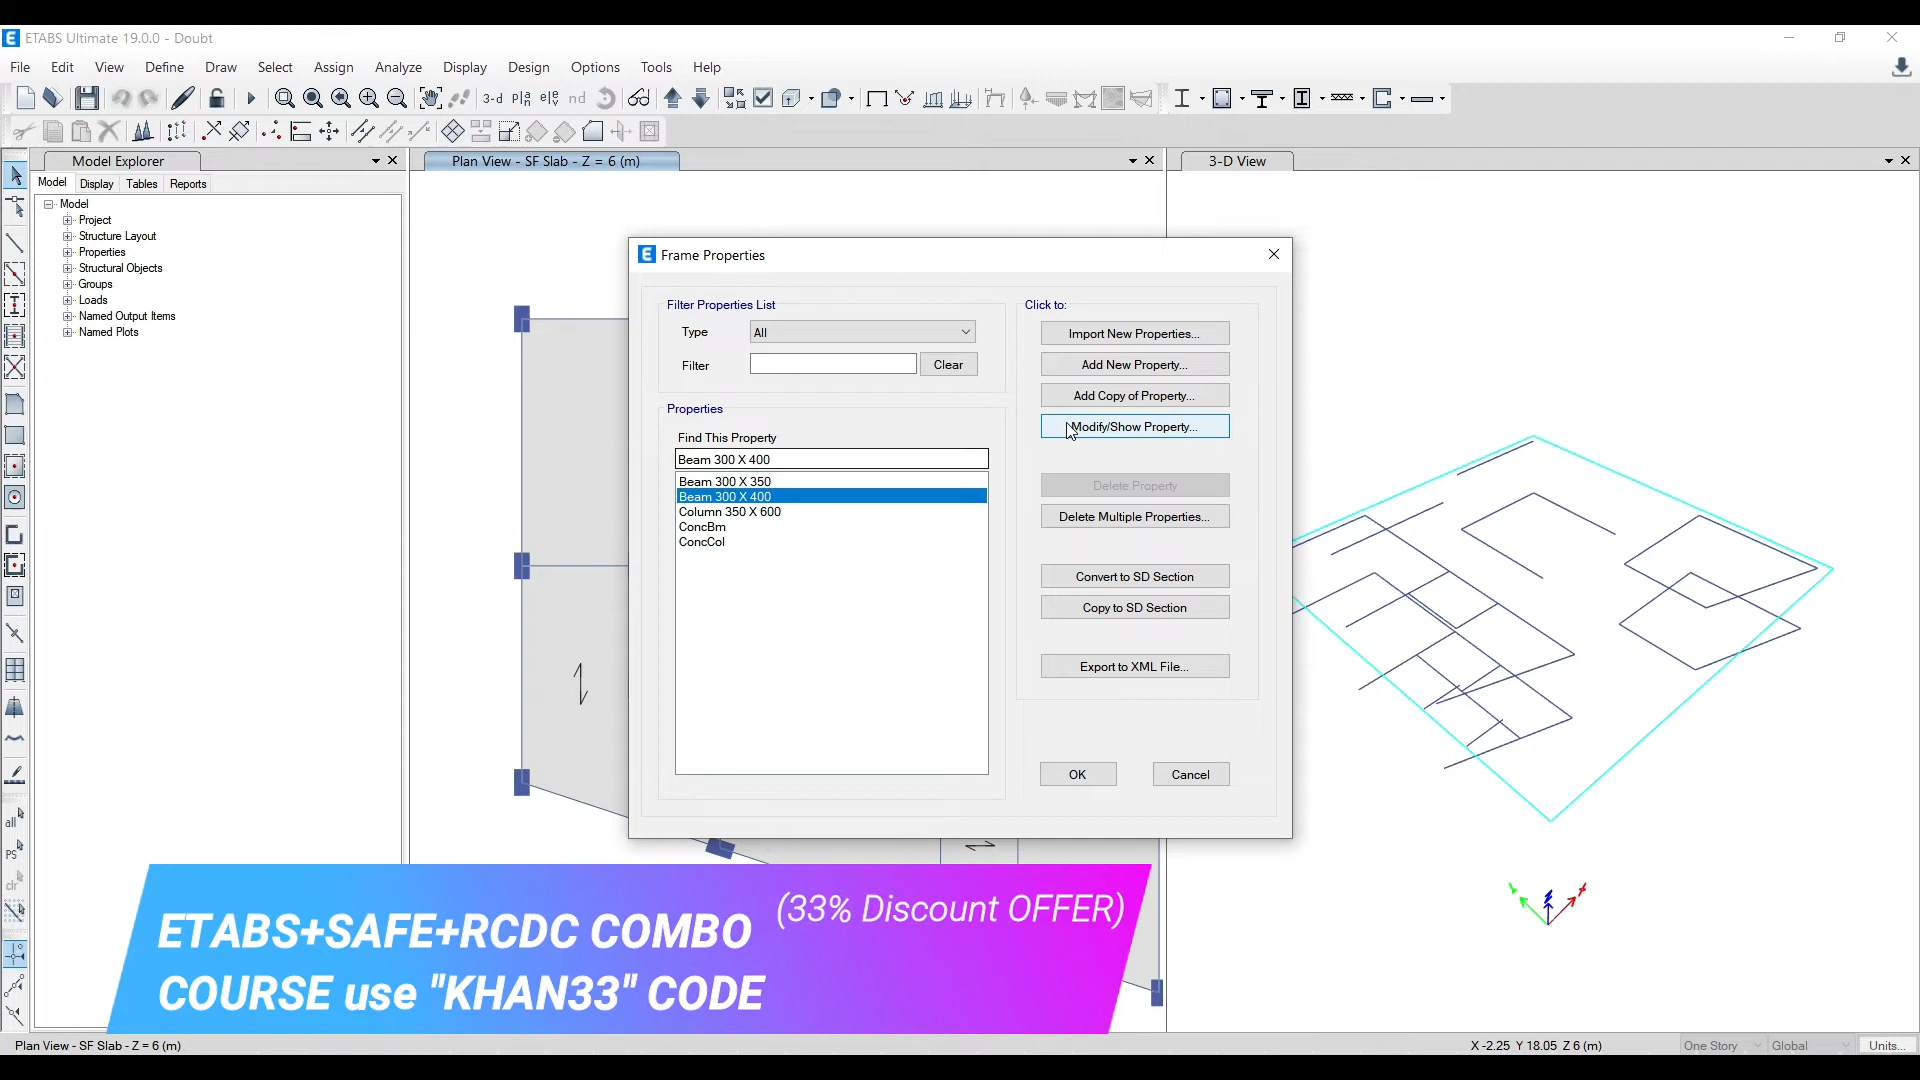 ETABS Ultimate 19.0.0 - Doubt
File Edit View Define Draw Select Assign Analyze Display Design Options Tools Help
3-d
nd
Model Explorer
Plan View - SF Slab - Z = 6 (m)
3-D View
Model Display Tables Reports
Model
Project
Structure Layout
Properties
Structural Objects
Groups
Loads
Named Output Items
Named Plots
all
PS
clr
Frame Properties
Filter Properties List
Type All
Filter Clear
Properties
Find This Property
Beam 300 X 400
Beam 300 X 350
Beam 300 X 400
Column 350 X 600
ConcBm
ConcCol
Click to:
Import New Properties...
Add New Property...
Add Copy of Property...
Modify/Show Property...
Delete Property
Delete Multiple Properties...
Convert to SD Section
Copy to SD Section
Export to XML File...
OK Cancel
ETABS+SAFE+RCDC COMBO (33% Discount OFFER)
COURSE use "KHAN33" CODE
Plan View - SF Slab - Z = 6 (m) X -2.25 Y 18.05 Z 6 (m) One Story Global Units...